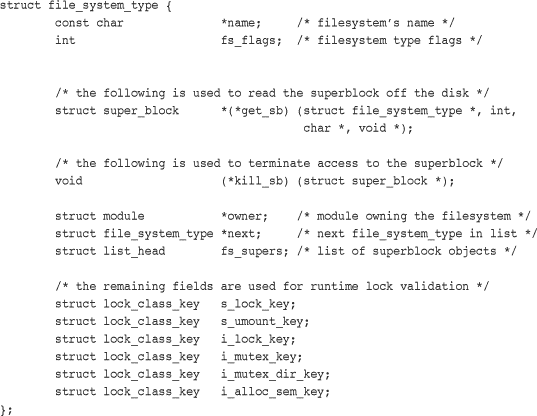 struct file_system_type {
        const char              *name;     /* filesystem's name */
        int                     fs_flags;  /* filesystem type flags */
        /* the following is used to read the superblock off the disk */
        struct super_block      *(*get_sb) (struct file_system_type *, int,
                                            char *, void *);
        /* the following is used to terminate access to the superblock */
        void                    (*kill_sb) (struct super_block *);
        struct module           *owner;    /* module owning the filesystem */
        struct file_system_type *next;     /* next file_system_type in list */
        struct list_head        fs_supers; /* list of superblock objects */
        /* the remaining fields are used for runtime lock validation */
        struct lock_class_key   s_lock_key;
        struct lock_class_key   s_umount_key;
        struct lock_class_key   i_lock_key;
        struct lock_class_key   i_mutex_key;
        struct lock_class_key   i_mutex_dir_key;
        struct lock_class_key   i_alloc_sem_key;
};